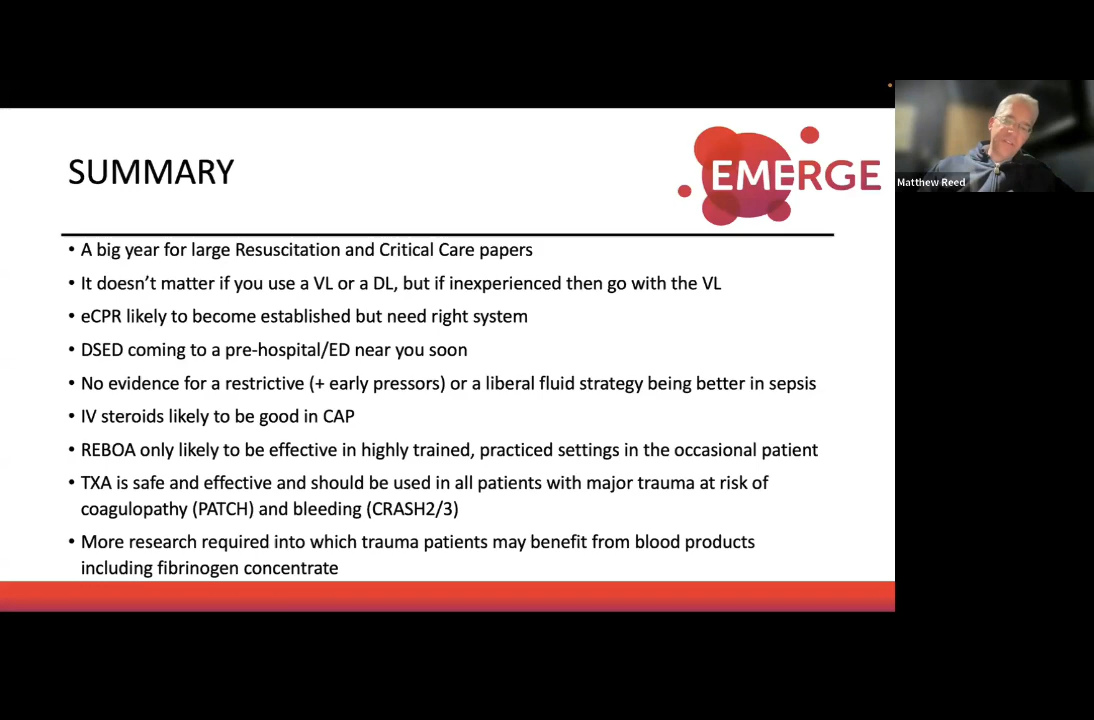 SUMMARY
EMERGE
Matthew Reed
• A big year for large Resuscitation and Critical Care papers
• It doesn’t matter if you use a VL or a DL, but if inexperienced then go with the VL
• eCPR likely to become established but need right system
• DSED coming to a pre-hospital/ED near you soon
• No evidence for a restrictive (+ early pressors) or a liberal fluid strategy being better in sepsis
• IV steroids likely to be good in CAP
• REBOA only likely to be effective in highly trained, practiced settings in the occasional patient
• TXA is safe and effective and should be used in all patients with major trauma at risk of
coagulopathy (PATCH) and bleeding (CRASH2/3)
• More research required into which trauma patients may benefit from blood products
including fibrinogen concentrate